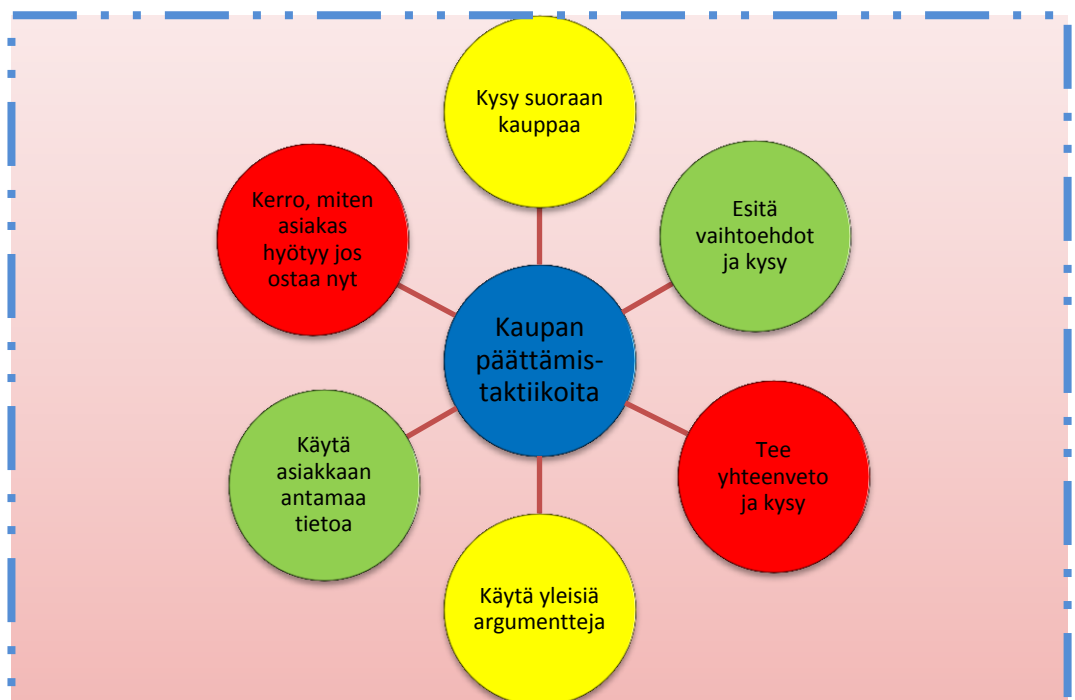 Kysy suoraan
kauppaa
Esitä
vaihtoehdot
ja kysy
Tee
yhteenveto
ja kysy
Käytä yleisiä
argumentteja
Käytä
asiakkaan
antamaa
tietoa
Kerro, miten
asiakas
hyötyy jos
ostaa nyt
Kaupan
päättämis-
taktiikoita